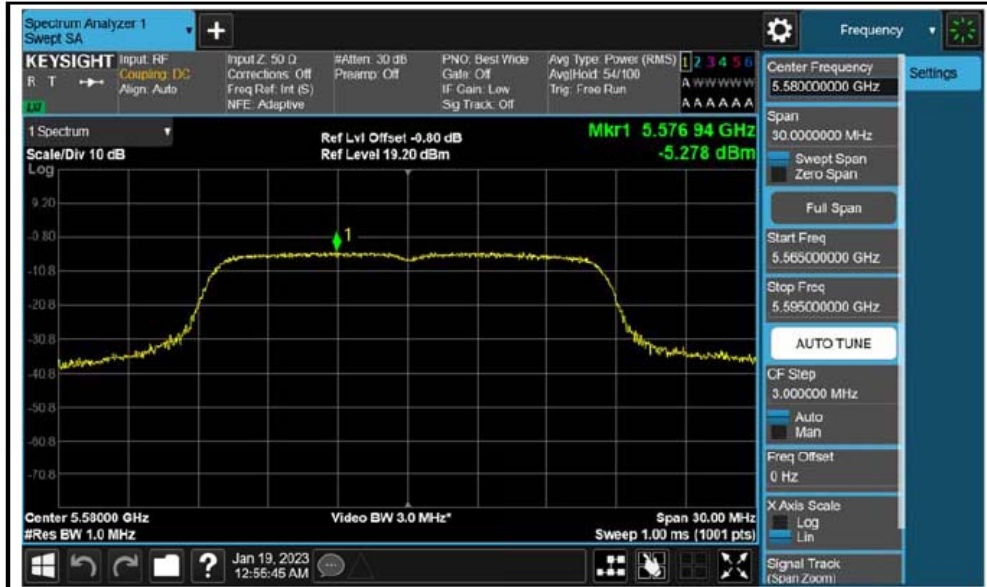 Spectrum Analyzer 1
Swept SA
Frequency
KEYSIGHT
R T
LXI
Input: RF
Coupling: DC
Align: Auto
Input Z: 50 Ω
Corrections: Off
Freq Ref: Int (S)
NFE: Adaptive
#Atten: 30 dB
Preamp: Off
PNO: Best Wide
Gate: Off
IF Gain: Low
Sig Track: Off
Avg Type: Power (RMS)
Avg|Hold: 54/100
Trig: Free Run
1 2 3 4 5 6
A W W W W W
A A A A A A
Center Frequency
5.580000000 GHz
Settings
Span
30.0000000 MHz
Swept Span
Zero Span
Full Span
Start Freq
5.565000000 GHz
Stop Freq
5.595000000 GHz
AUTO TUNE
CF Step
3.000000 MHz
Auto
Man
Freq Offset
0 Hz
X Axis Scale
Log
Lin
Signal Track
(Span Zoom)
1 Spectrum
Scale/Div 10 dB
Log
Ref Lvl Offset -0.80 dB
Ref Level 19.20 dBm
Mkr1 5.576 94 GHz
-5.278 dBm
1
9.20
-0.80
-10.8
-20.8
-30.8
-40.8
-50.8
-60.8
-70.8
Center 5.58000 GHz
#Res BW 1.0 MHz
Video BW 3.0 MHz*
Span 30.00 MHz
Sweep 1.00 ms (1001 pts)
Jan 19, 2023
12:55:45 AM